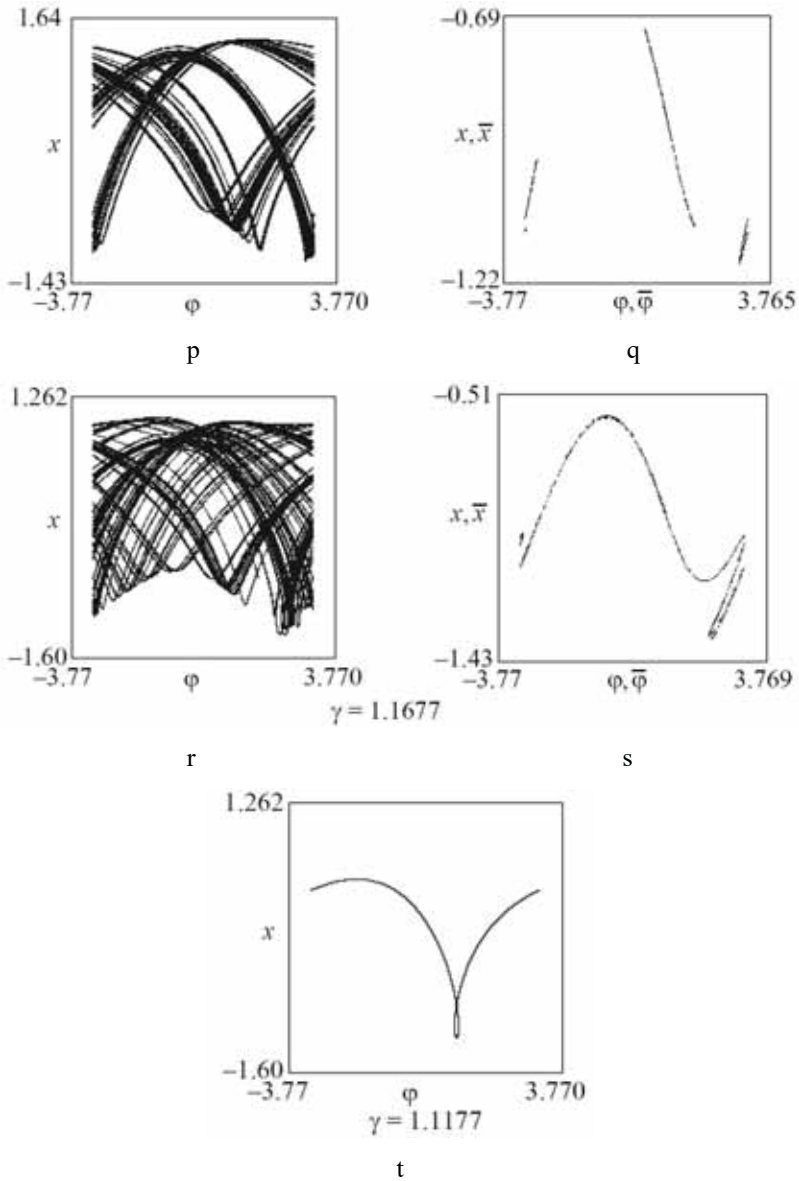 1.64
x
−1.43
−3.77 φ 3.770
p
−0.69
x, x̅
−1.22
−3.77 φ, φ̅ 3.765
q
1.262
x
−1.60
−3.77 φ 3.770
−0.51
x, x̅
−1.43
−3.77 φ, φ̅ 3.769
γ = 1.1677
r s
1.262
x
−1.60
−3.77 φ 3.770
γ = 1.1177
t